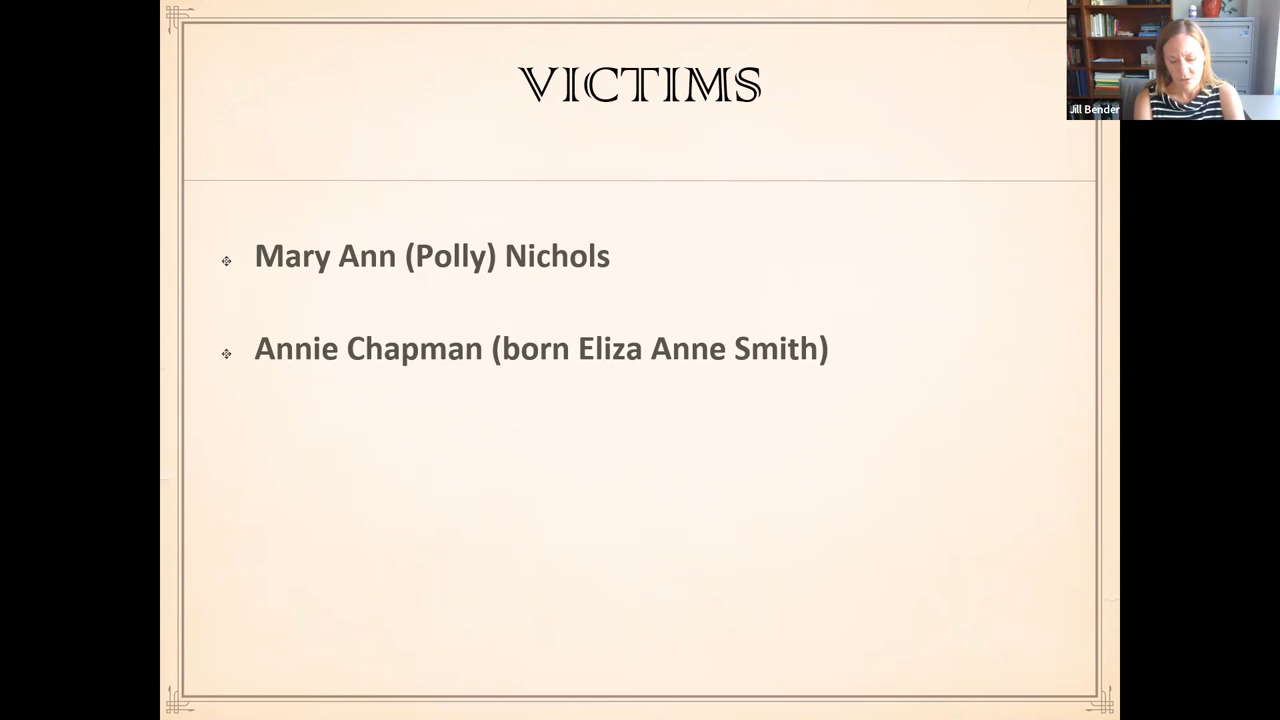 VICTIMS
Jill Bender
Mary Ann (Polly) Nichols
Annie Chapman (born Eliza Anne Smith)